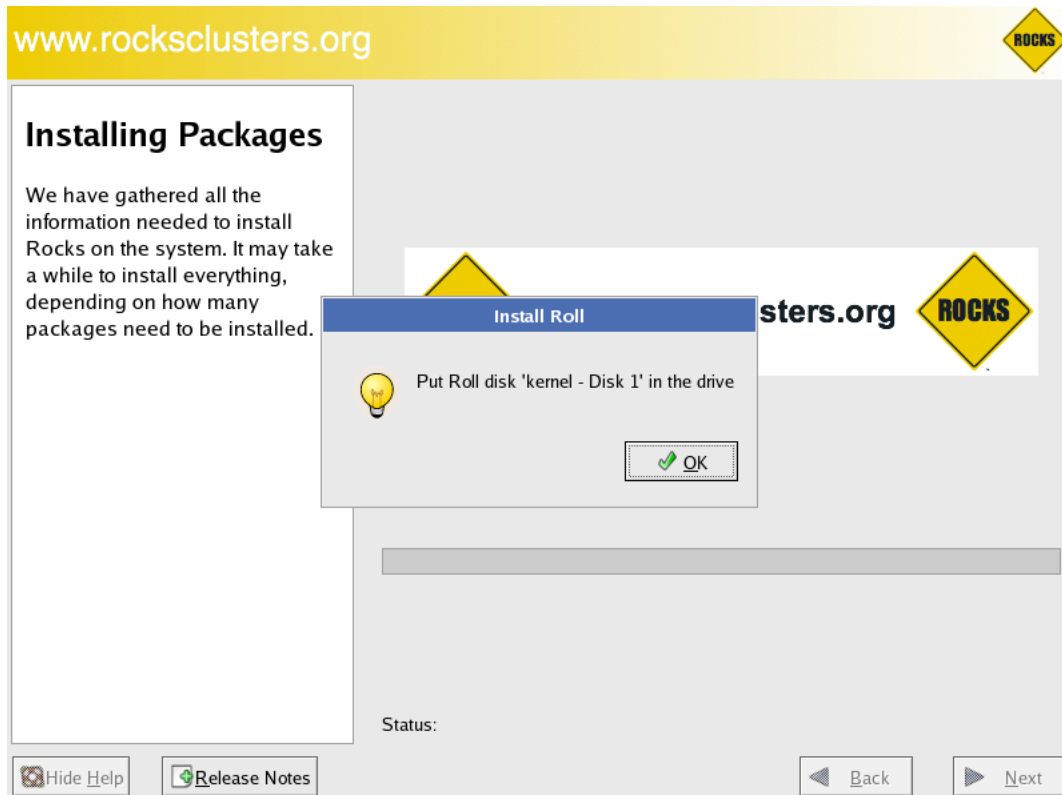 www.rocksclusters.org
ROCKS
Installing Packages
We have gathered all the
information needed to install
Rocks on the system. It may take
a while to install everything,
depending on how many
packages need to be installed.
sters.org
ROCKS
Install Roll
Put Roll disk 'kernel - Disk 1' in the drive
OK
Status:
Hide Help
Release Notes
Back
Next